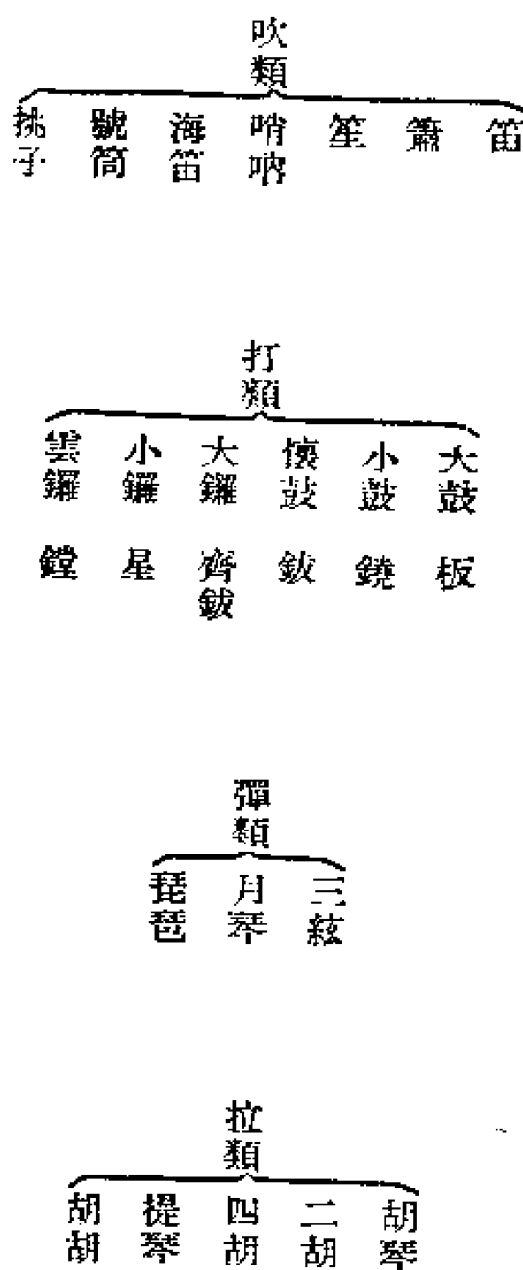 吹類
笛
簫
笙
哨吶
海笛
號筒
挑子
打類
大鼓
小鼓
懷鼓
大鑼
小鑼
雲鑼
板
鐃
鈸
齊鈸
星
鏜
彈類
三絃
月琴
琵琶
拉類
胡琴
二胡
四胡
提琴
胡胡